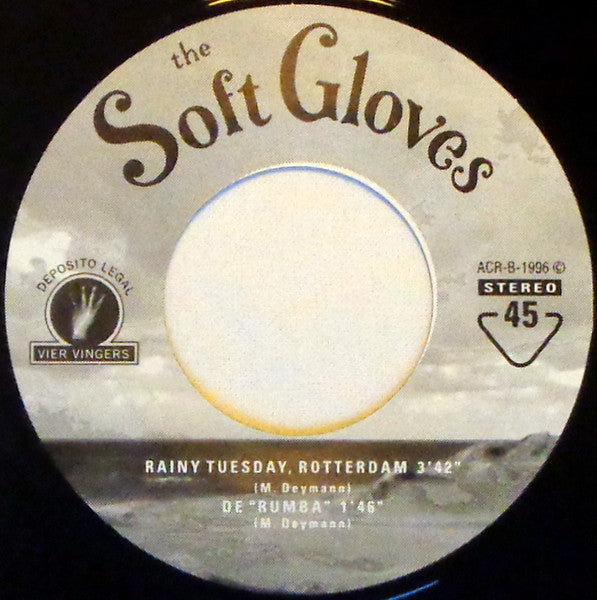 the
Soft Gloves
DEPOSITO LEGAL
VIER VINGERS
ACR-B-1996 ©
STEREO
45
RAINY TUESDAY, ROTTERDAM 3'42"
(M. Deymann)
DE "RUMBA" 1'46"
(M. Deymann)